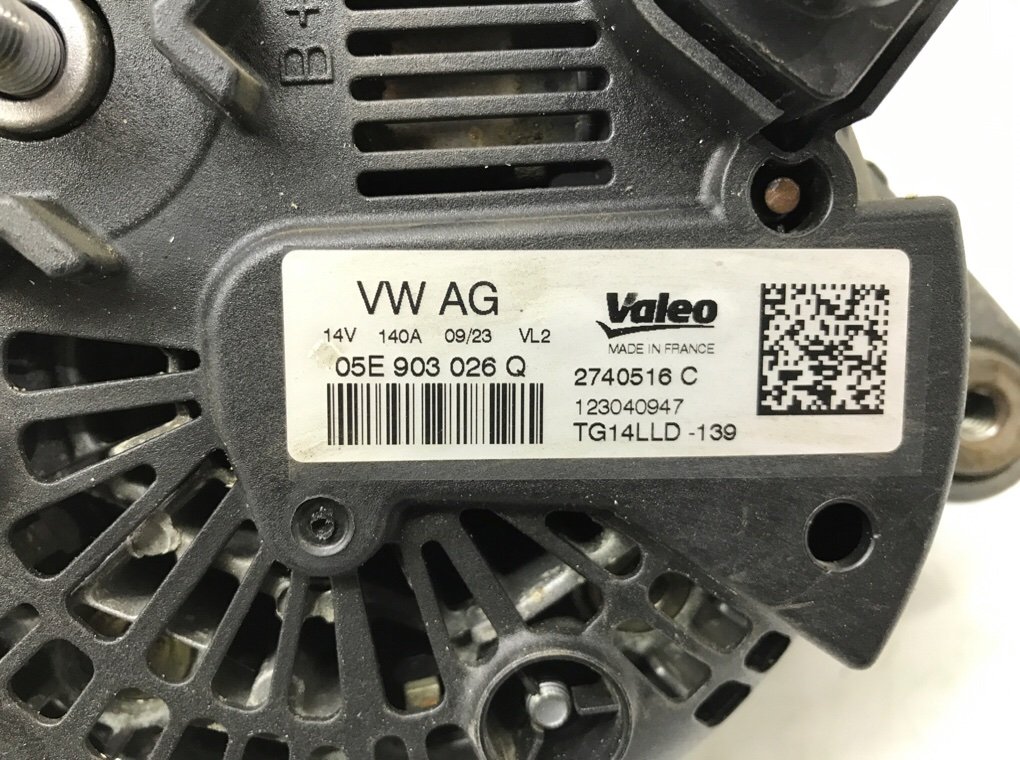 B+
VW AG
14V 140A 09/23 VL2
05E 903 026 Q
Valeo
MADE IN FRANCE
2740516 C
123040947
TG14LLD -139